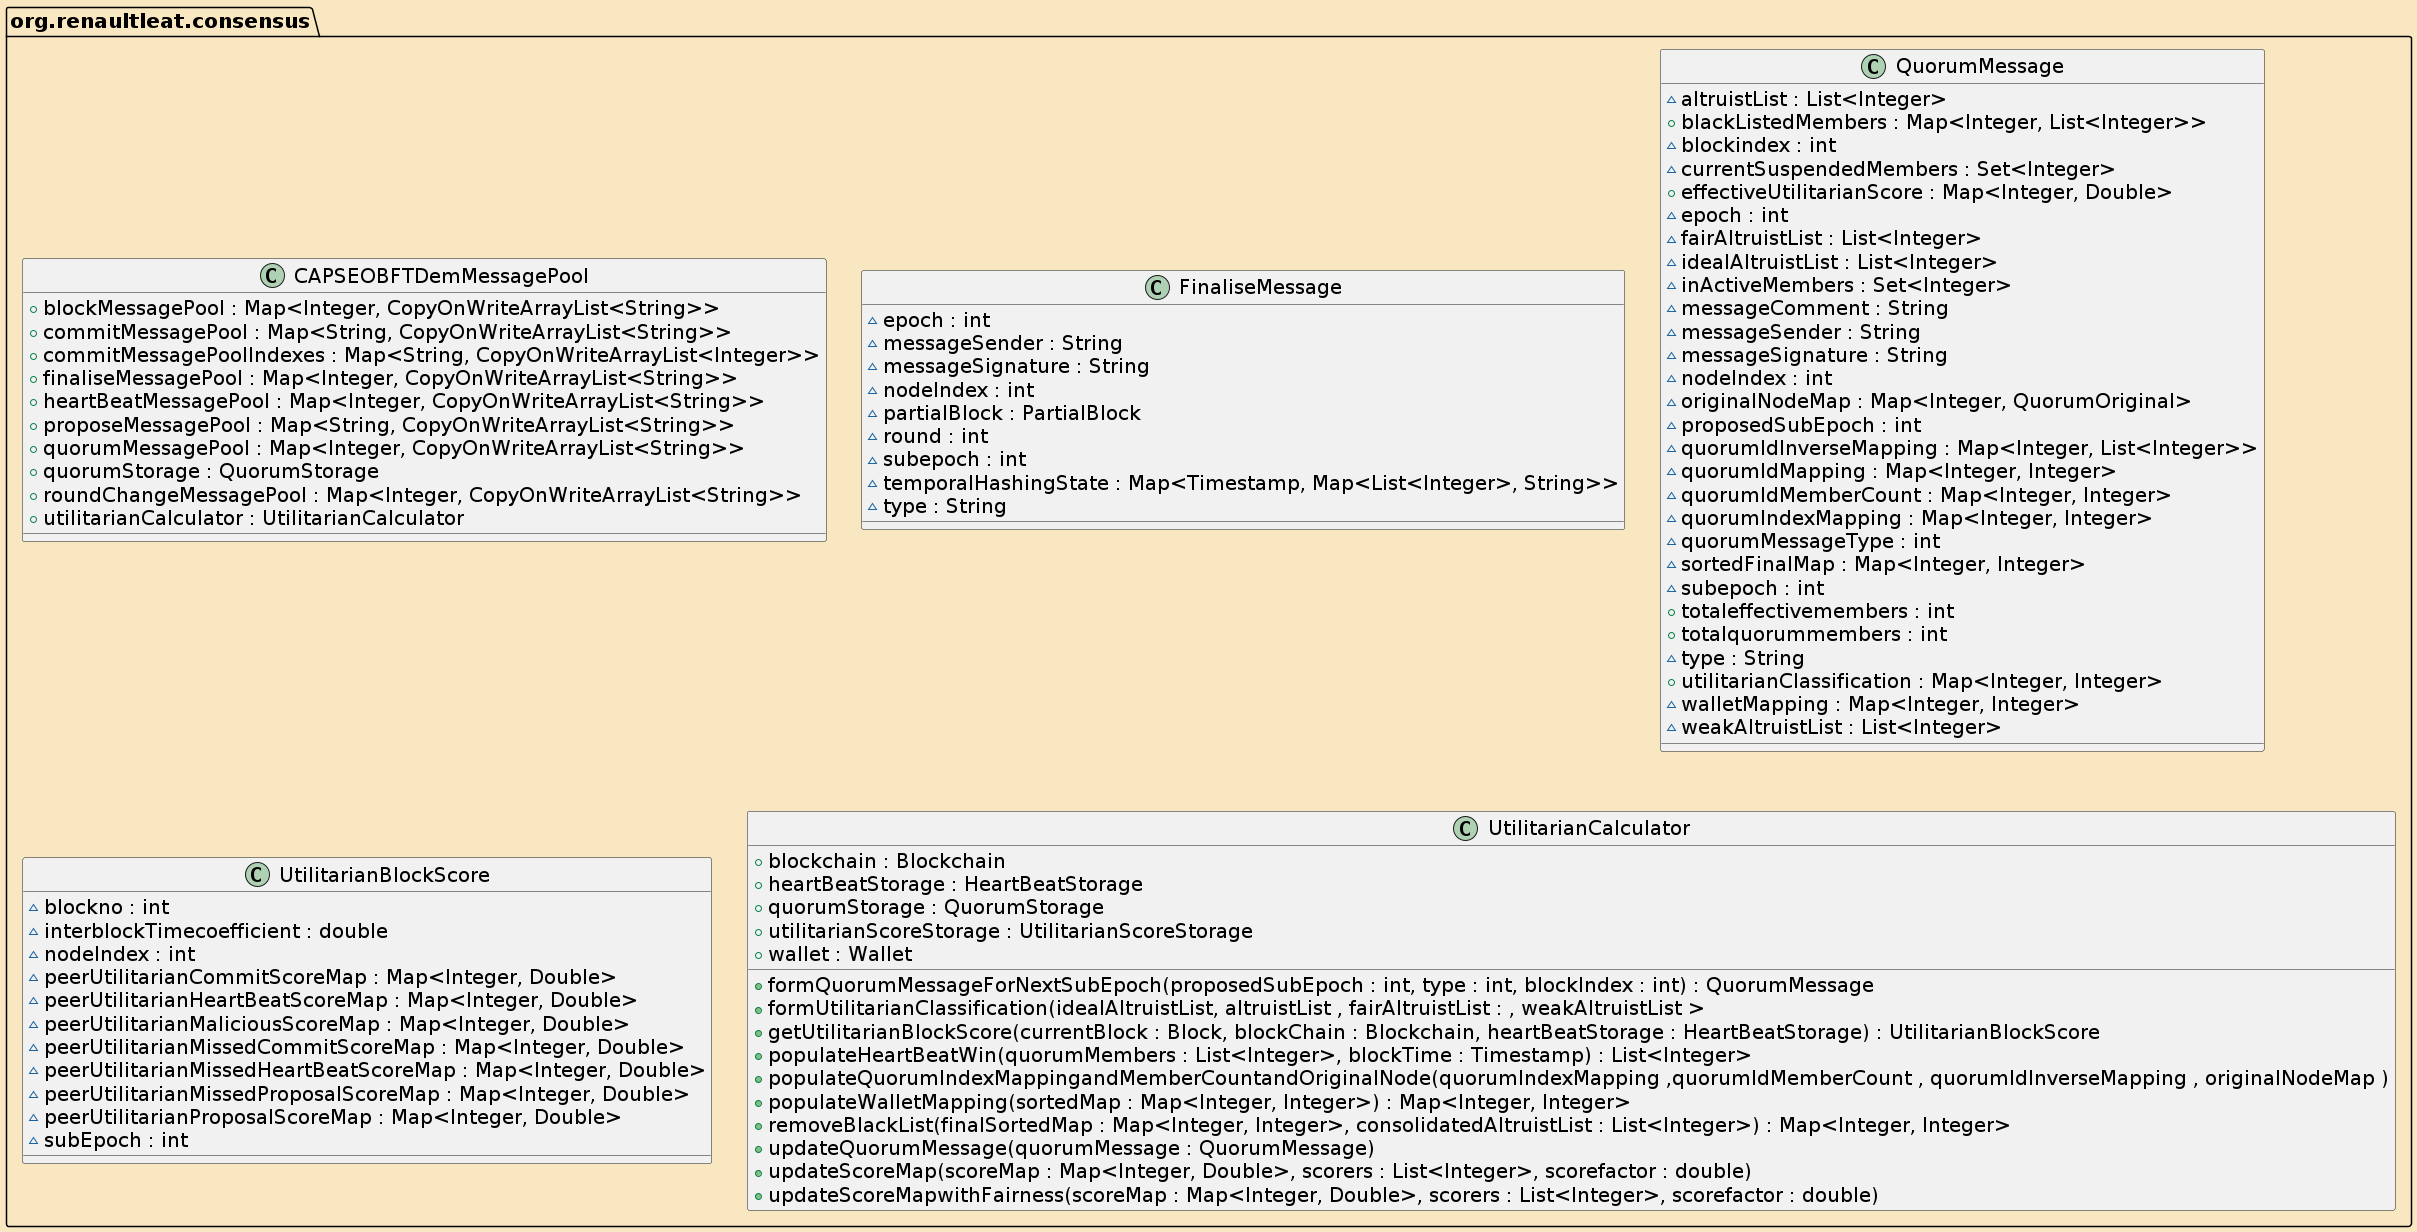 org.renaultleat.consensus
C QuorumMessage
altruistList : List<Integer>
blackListedMembers : Map<Integer, List<Integer>>
blockindex : int
currentSuspendedMembers : Set<Integer>
effectiveUtilitarianScore : Map<Integer, Double>
epoch : int
fairAltruistList : List<Integer>
idealAltruistList : List<Integer>
inActiveMembers : Set<Integer>
messageComment : String
messageSender : String
messageSignature : String
nodeIndex : int
originalNodeMap : Map<Integer, QuorumOriginal>
proposedSubEpoch : int
quorumIdInverseMapping : Map<Integer, List<Integer>>
quorumIdMapping : Map<Integer, Integer>
quorumIdMemberCount : Map<Integer, Integer>
quorumIndexMapping : Map<Integer, Integer>
quorumMessageType : int
sortedFinalMap : Map<Integer, Integer>
subepoch : int
totaleffectivemembers : int
totalquorummembers : int
type : String
utilitarianClassification : Map<Integer, Integer>
walletMapping : Map<Integer, Integer>
weakAltruistList : List<Integer>
C CAPSEOBFTDemMessagePool
blockMessagePool : Map<Integer, CopyOnWriteArrayList<String>>
commitMessagePool : Map<String, CopyOnWriteArrayList<String>>
commitMessagePoolIndexes : Map<String, CopyOnWriteArrayList<Integer>>
finaliseMessagePool : Map<Integer, CopyOnWriteArrayList<String>>
heartBeatMessagePool : Map<Integer, CopyOnWriteArrayList<String>>
proposeMessagePool : Map<String, CopyOnWriteArrayList<String>>
quorumMessagePool : Map<Integer, CopyOnWriteArrayList<String>>
quorumStorage : QuorumStorage
roundChangeMessagePool : Map<Integer, CopyOnWriteArrayList<String>>
utilitarianCalculator : UtilitarianCalculator
C FinaliseMessage
epoch : int
messageSender : String
messageSignature : String
nodeIndex : int
partialBlock : PartialBlock
round : int
subepoch : int
temporalHashingState : Map<Timestamp, Map<List<Integer>, String>>
type : String
C UtilitarianBlockScore
blockno : int
interblockTimecoefficient : double
nodeIndex : int
peerUtilitarianCommitScoreMap : Map<Integer, Double>
peerUtilitarianHeartBeatScoreMap : Map<Integer, Double>
peerUtilitarianMaliciousScoreMap : Map<Integer, Double>
peerUtilitarianMissedCommitScoreMap : Map<Integer, Double>
peerUtilitarianMissedHeartBeatScoreMap : Map<Integer, Double>
peerUtilitarianMissedProposalScoreMap : Map<Integer, Double>
peerUtilitarianProposalScoreMap : Map<Integer, Double>
subEpoch : int
C UtilitarianCalculator
blockchain : Blockchain
heartBeatStorage : HeartBeatStorage
quorumStorage : QuorumStorage
utilitarianScoreStorage : UtilitarianScoreStorage
wallet : Wallet
formQuorumMessageForNextSubEpoch(proposedSubEpoch : int, type : int, blockIndex : int) : QuorumMessage
formUtilitarianClassification(idealAltruistList, altruistList , fairAltruistList : , weakAltruistList >
getUtilitarianBlockScore(currentBlock : Block, blockChain : Blockchain, heartBeatStorage : HeartBeatStorage) : UtilitarianBlockScore
populateHeartBeatWin(quorumMembers : List<Integer>, blockTime : Timestamp) : List<Integer>
populateQuorumIndexMappingandMemberCountandOriginalNode(quorumIndexMapping ,quorumIdMemberCount , quorumIdInverseMapping , originalNodeMap )
populateWalletMapping(sortedMap : Map<Integer, Integer>) : Map<Integer, Integer>
removeBlackList(finalSortedMap : Map<Integer, Integer>, consolidatedAltruistList : List<Integer>) : Map<Integer, Integer>
updateQuorumMessage(quorumMessage : QuorumMessage)
updateScoreMap(scoreMap : Map<Integer, Double>, scorers : List<Integer>, scorefactor : double)
updateScoreMapwithFairness(scoreMap : Map<Integer, Double>, scorers : List<Integer>, scorefactor : double)